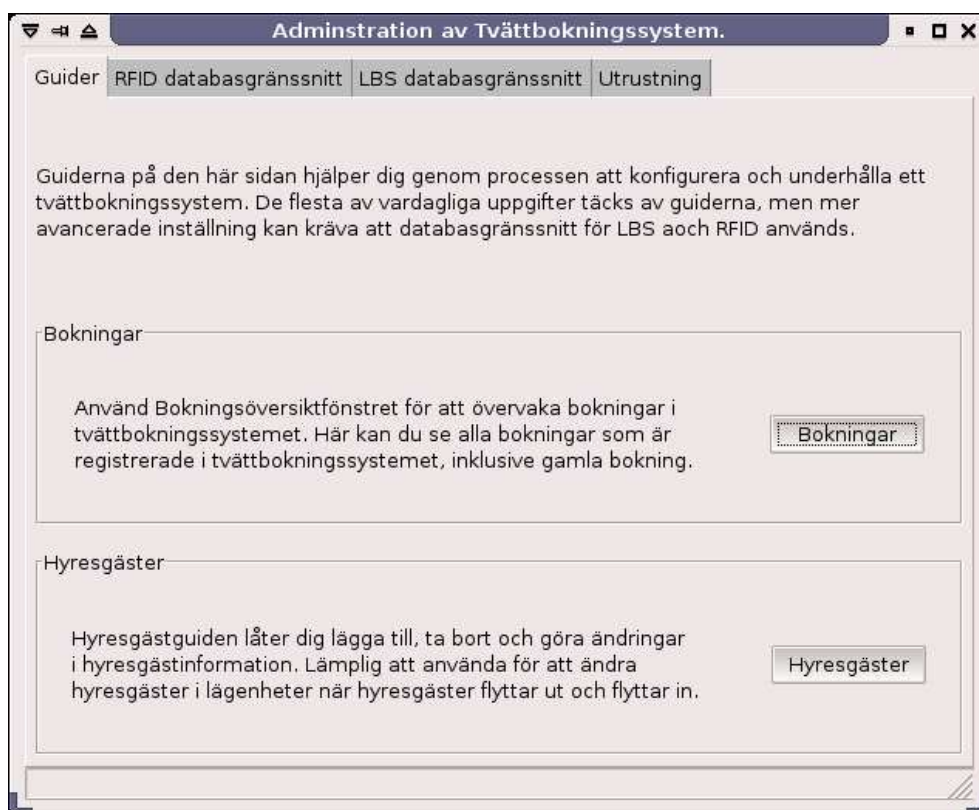 Adminstration av Tvättbokningssystem.
Guider RFID databasgränssnitt LBS databasgränssnitt Utrustning
Guiderna på den här sidan hjälper dig genom processen att konfigurera och underhålla ett
tvättbokningssystem. De flesta av vardagliga uppgifter täcks av guiderna, men mer
avancerade inställning kan kräva att databasgränssnitt för LBS aoch RFID används.
Bokningar
Använd Bokningsöversiktfönstret för att övervaka bokningar i
tvättbokningssystemet. Här kan du se alla bokningar som är
registrerade i tvättbokningssystemet, inklusive gamla bokning.
Bokningar
Hyresgäster
Hyresgästguiden låter dig lägga till, ta bort och göra ändringar
i hyresgästinformation. Lämplig att använda för att ändra
hyresgäster i lägenheter när hyresgäster flyttar ut och flyttar in.
Hyresgäster